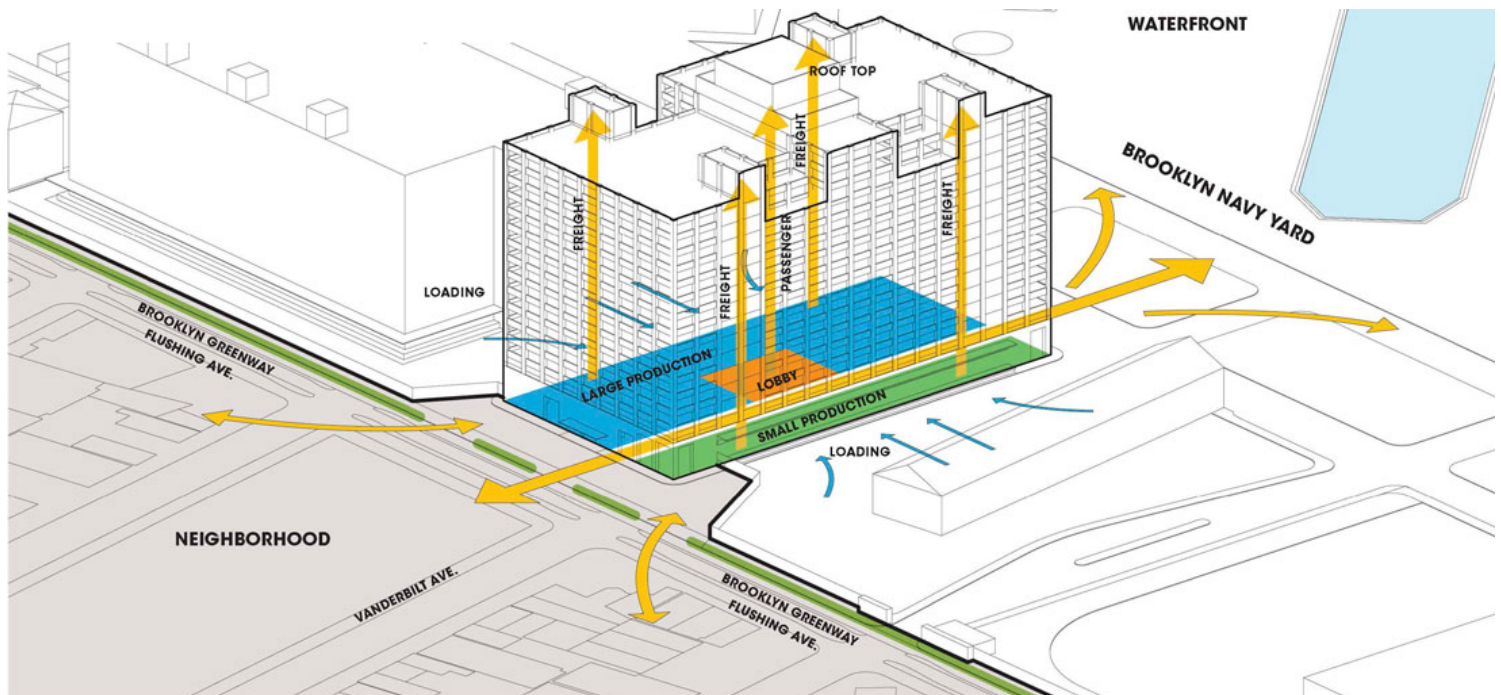 WATERFRONT
ROOF TOP
BROOKLYN NAVY YARD
FREIGHT
FREIGHT
PASSENGER
FREIGHT
FREIGHT
LOADING
BROOKLYN GREENWAY
FLUSHING AVE.
LARGE PRODUCTION
LOBBY
SMALL PRODUCTION
LOADING
NEIGHBORHOOD
VANDERBILT AVE.
BROOKLYN GREENWAY
FLUSHING AVE.